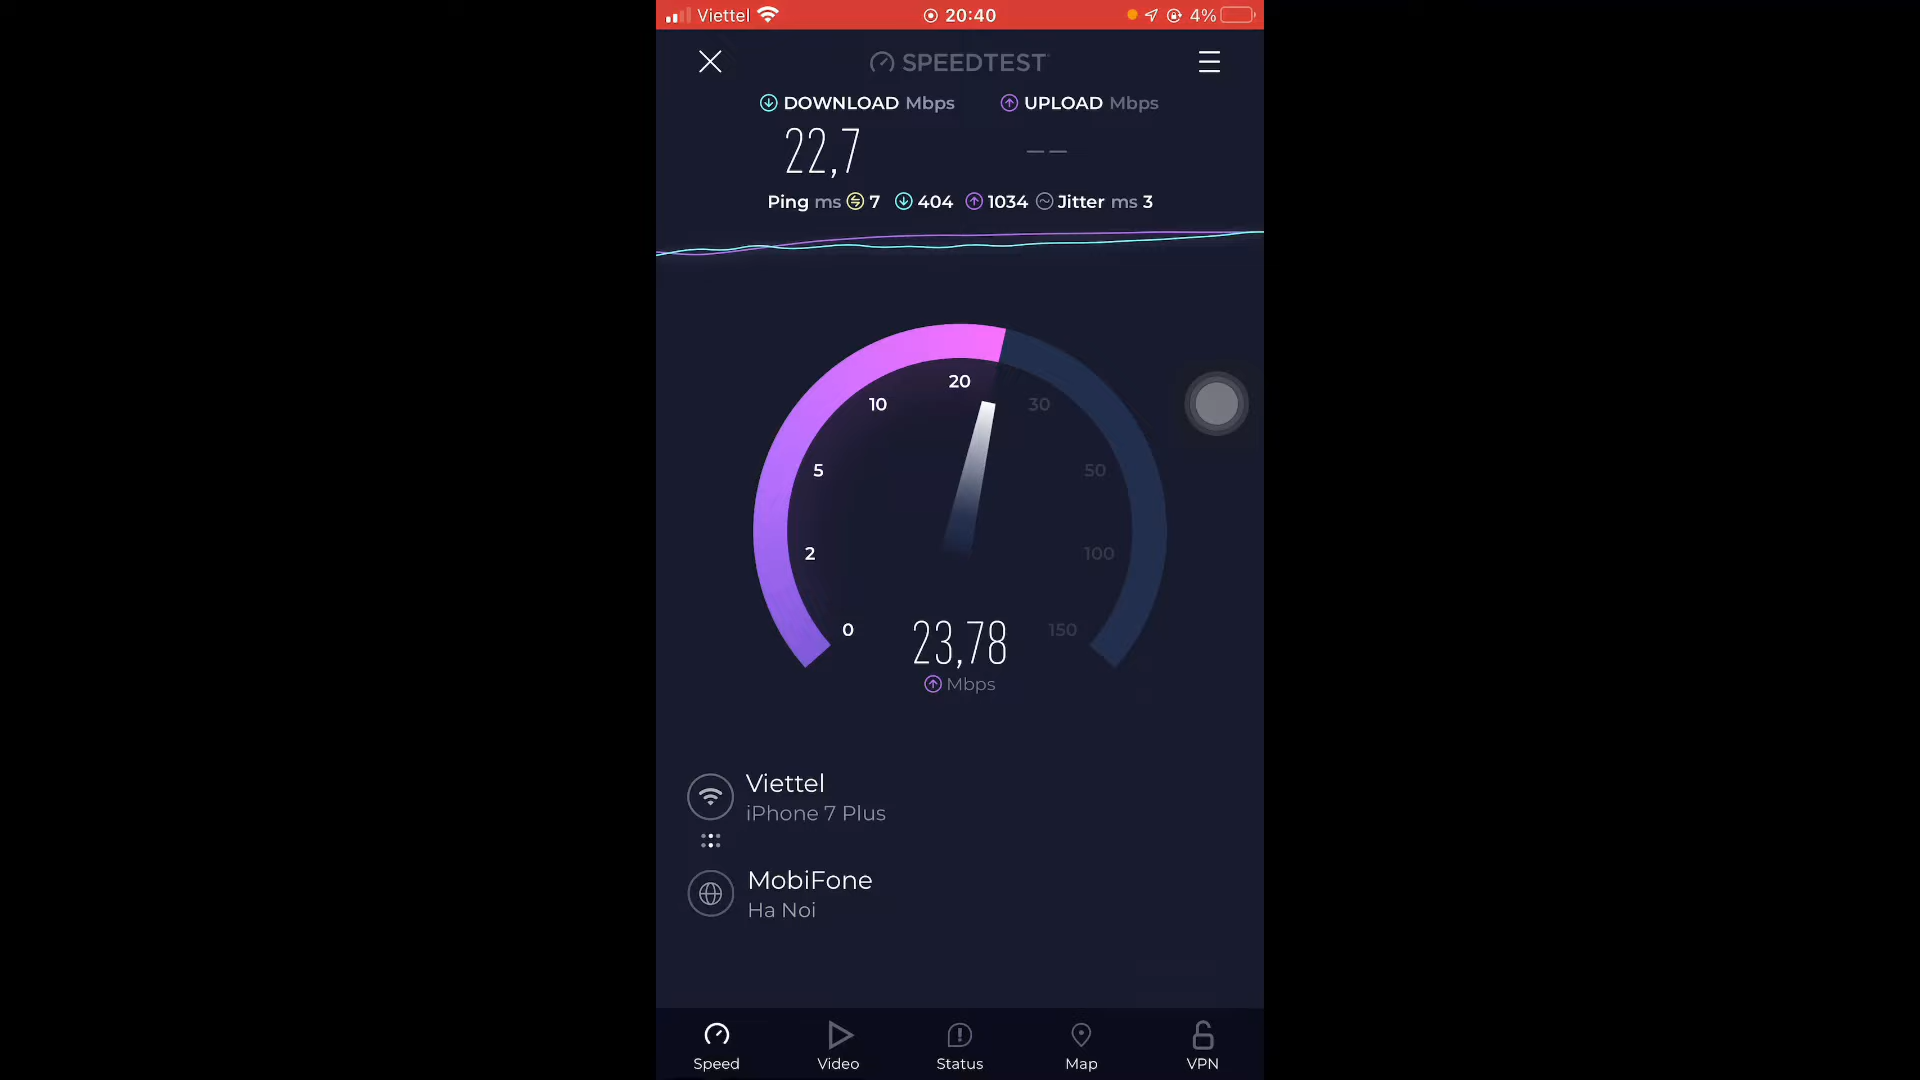 Viettel 20:40 4%
SPEEDTEST
DOWNLOAD Mbps UPLOAD Mbps
22,7 — —
Ping ms 7 404 1034 Jitter ms 3
20
10 30
5 50
2 100
0 150
23,78
Mbps
Viettel
iPhone 7 Plus
MobiFone
Ha Noi
Speed Video Status Map VPN